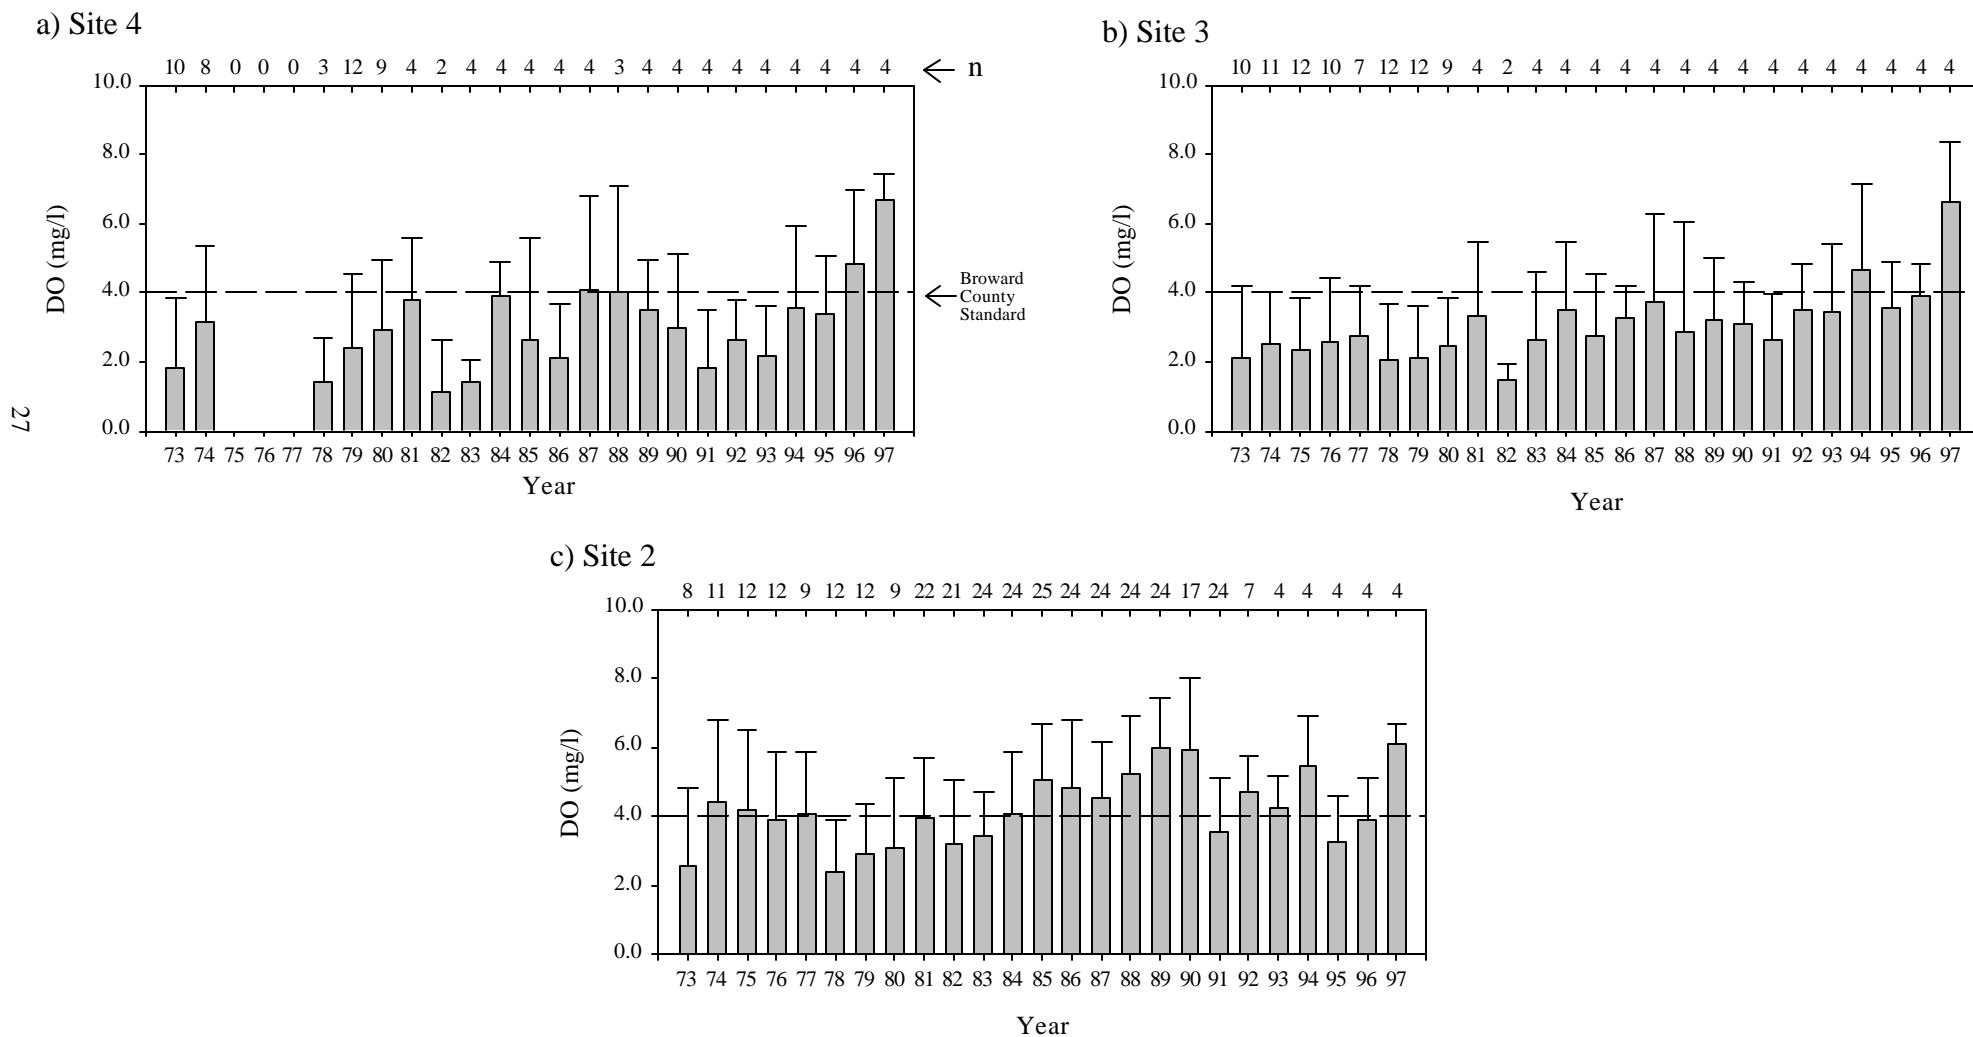 a) Site 4
10 8 0 0 0 3 12 9 4 2 4 4 4 4 4 3 4 4 4 4 4 4 4 4 4
n
10.0
8.0
6.0
4.0
2.0
0.0
DO (mg/l)
Broward
County
Standard
73 74 75 76 77 78 79 80 81 82 83 84 85 86 87 88 89 90 91 92 93 94 95 96 97
Year
27
b) Site 3
10 11 12 10 7 12 12 9 4 2 4 4 4 4 4 4 4 4 4 4 4 4 4 4 4
10.0
8.0
6.0
4.0
2.0
0.0
DO (mg/l)
73 74 75 76 77 78 79 80 81 82 83 84 85 86 87 88 89 90 91 92 93 94 95 96 97
Year
c) Site 2
8 11 12 12 9 12 12 9 22 21 24 24 25 24 24 24 24 17 24 7 4 4 4 4 4
10.0
8.0
6.0
4.0
2.0
0.0
DO (mg/l)
73 74 75 76 77 78 79 80 81 82 83 84 85 86 87 88 89 90 91 92 93 94 95 96 97
Year